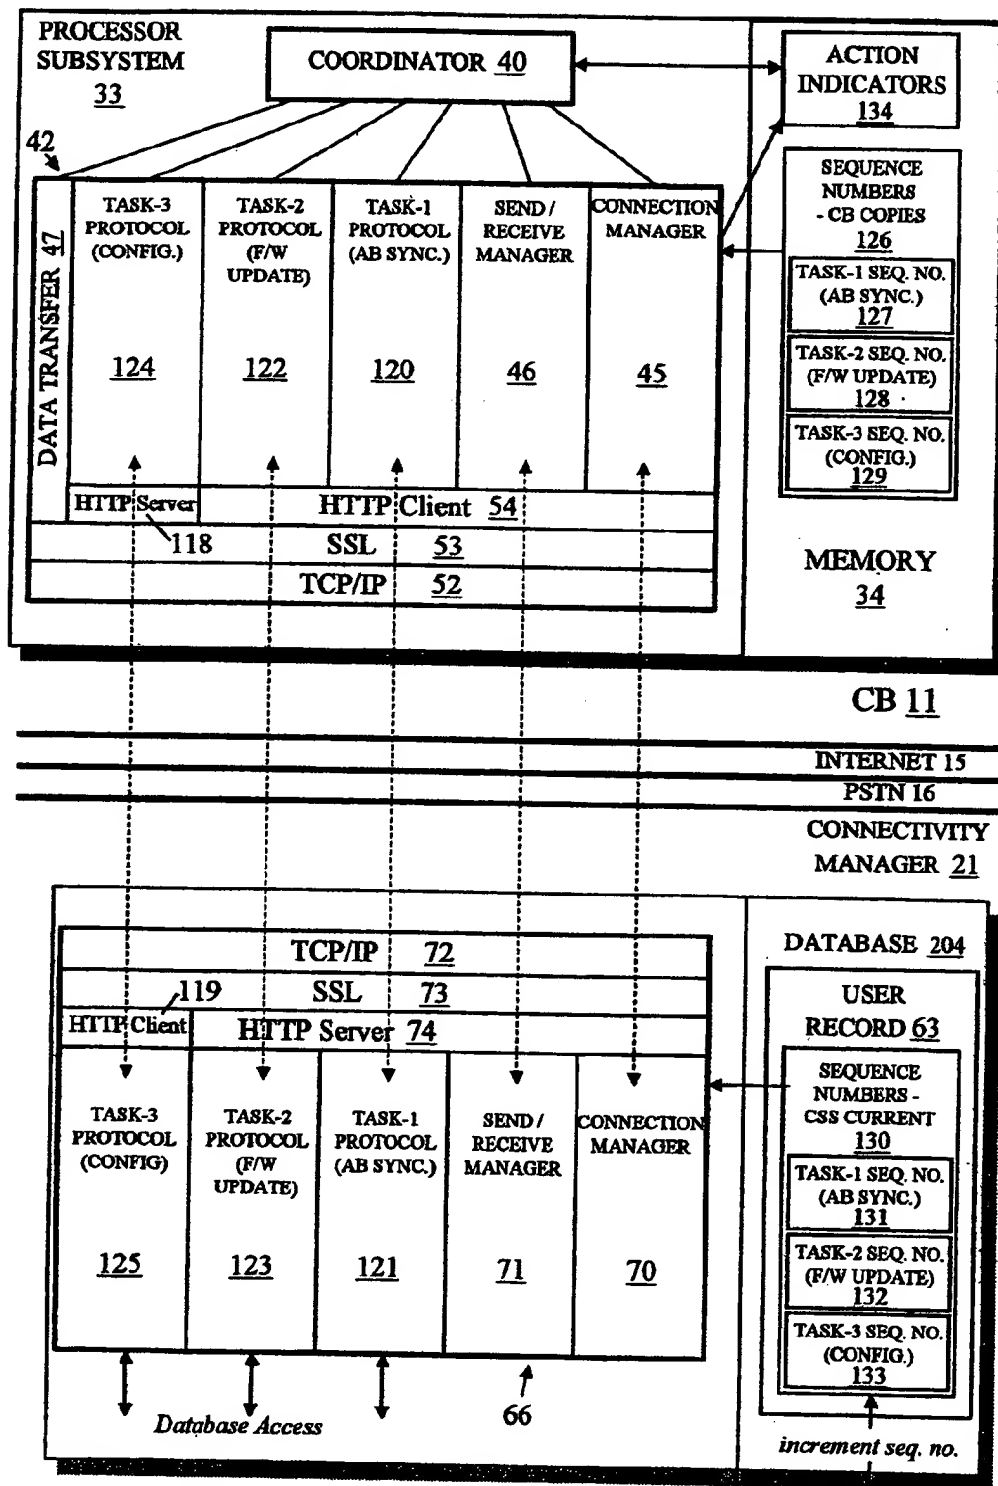 PROCESSOR
SUBSYSTEM
33
COORDINATOR 40
ACTION
INDICATORS
134
42
DATA TRANSFER 47
TASK-3
PROTOCOL
(CONFIG.)
124
TASK-2
PROTOCOL
(F/W
UPDATE)
122
TASK-1
PROTOCOL
(AB SYNC.)
120
SEND/
RECEIVE
MANAGER
46
CONNECTION
MANAGER
45
SEQUENCE
NUMBERS
- CB COPIES
126
TASK-1 SEQ. NO.
(AB SYNC.)
127
TASK-2 SEQ. NO.
(F/W UPDATE)
128
TASK-3 SEQ. NO.
(CONFIG.)
129
HTTP Server
HTTP Client 54
118
SSL 53
TCP/IP 52
MEMORY
34
CB 11
INTERNET 15
PSTN 16
CONNECTIVITY
MANAGER 21
TCP/IP 72
119
SSL 73
HTTP Client
HTTP Server 74
TASK-3
PROTOCOL
(CONFIG)
125
TASK-2
PROTOCOL
(F/W
UPDATE)
123
TASK-1
PROTOCOL
(AB SYNC.)
121
SEND/
RECEIVE
MANAGER
71
CONNECTION
MANAGER
70
DATABASE 204
USER
RECORD 63
SEQUENCE
NUMBERS -
CSS CURRENT
130
TASK-1 SEQ. NO.
(AB SYNC.)
131
TASK-2 SEQ. NO.
(F/W UPDATE)
132
TASK-3 SEQ. NO.
(CONFIG.)
133
Database Access
66
increment seq. no.